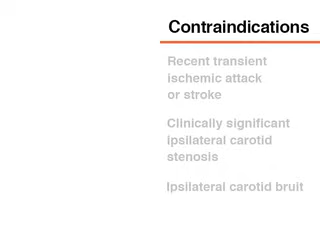 Contraindications
Recent transient
ischemic attack
or stroke
Clinically significant
ipsilateral carotid
stenosis
Ipsilateral carotid bruit